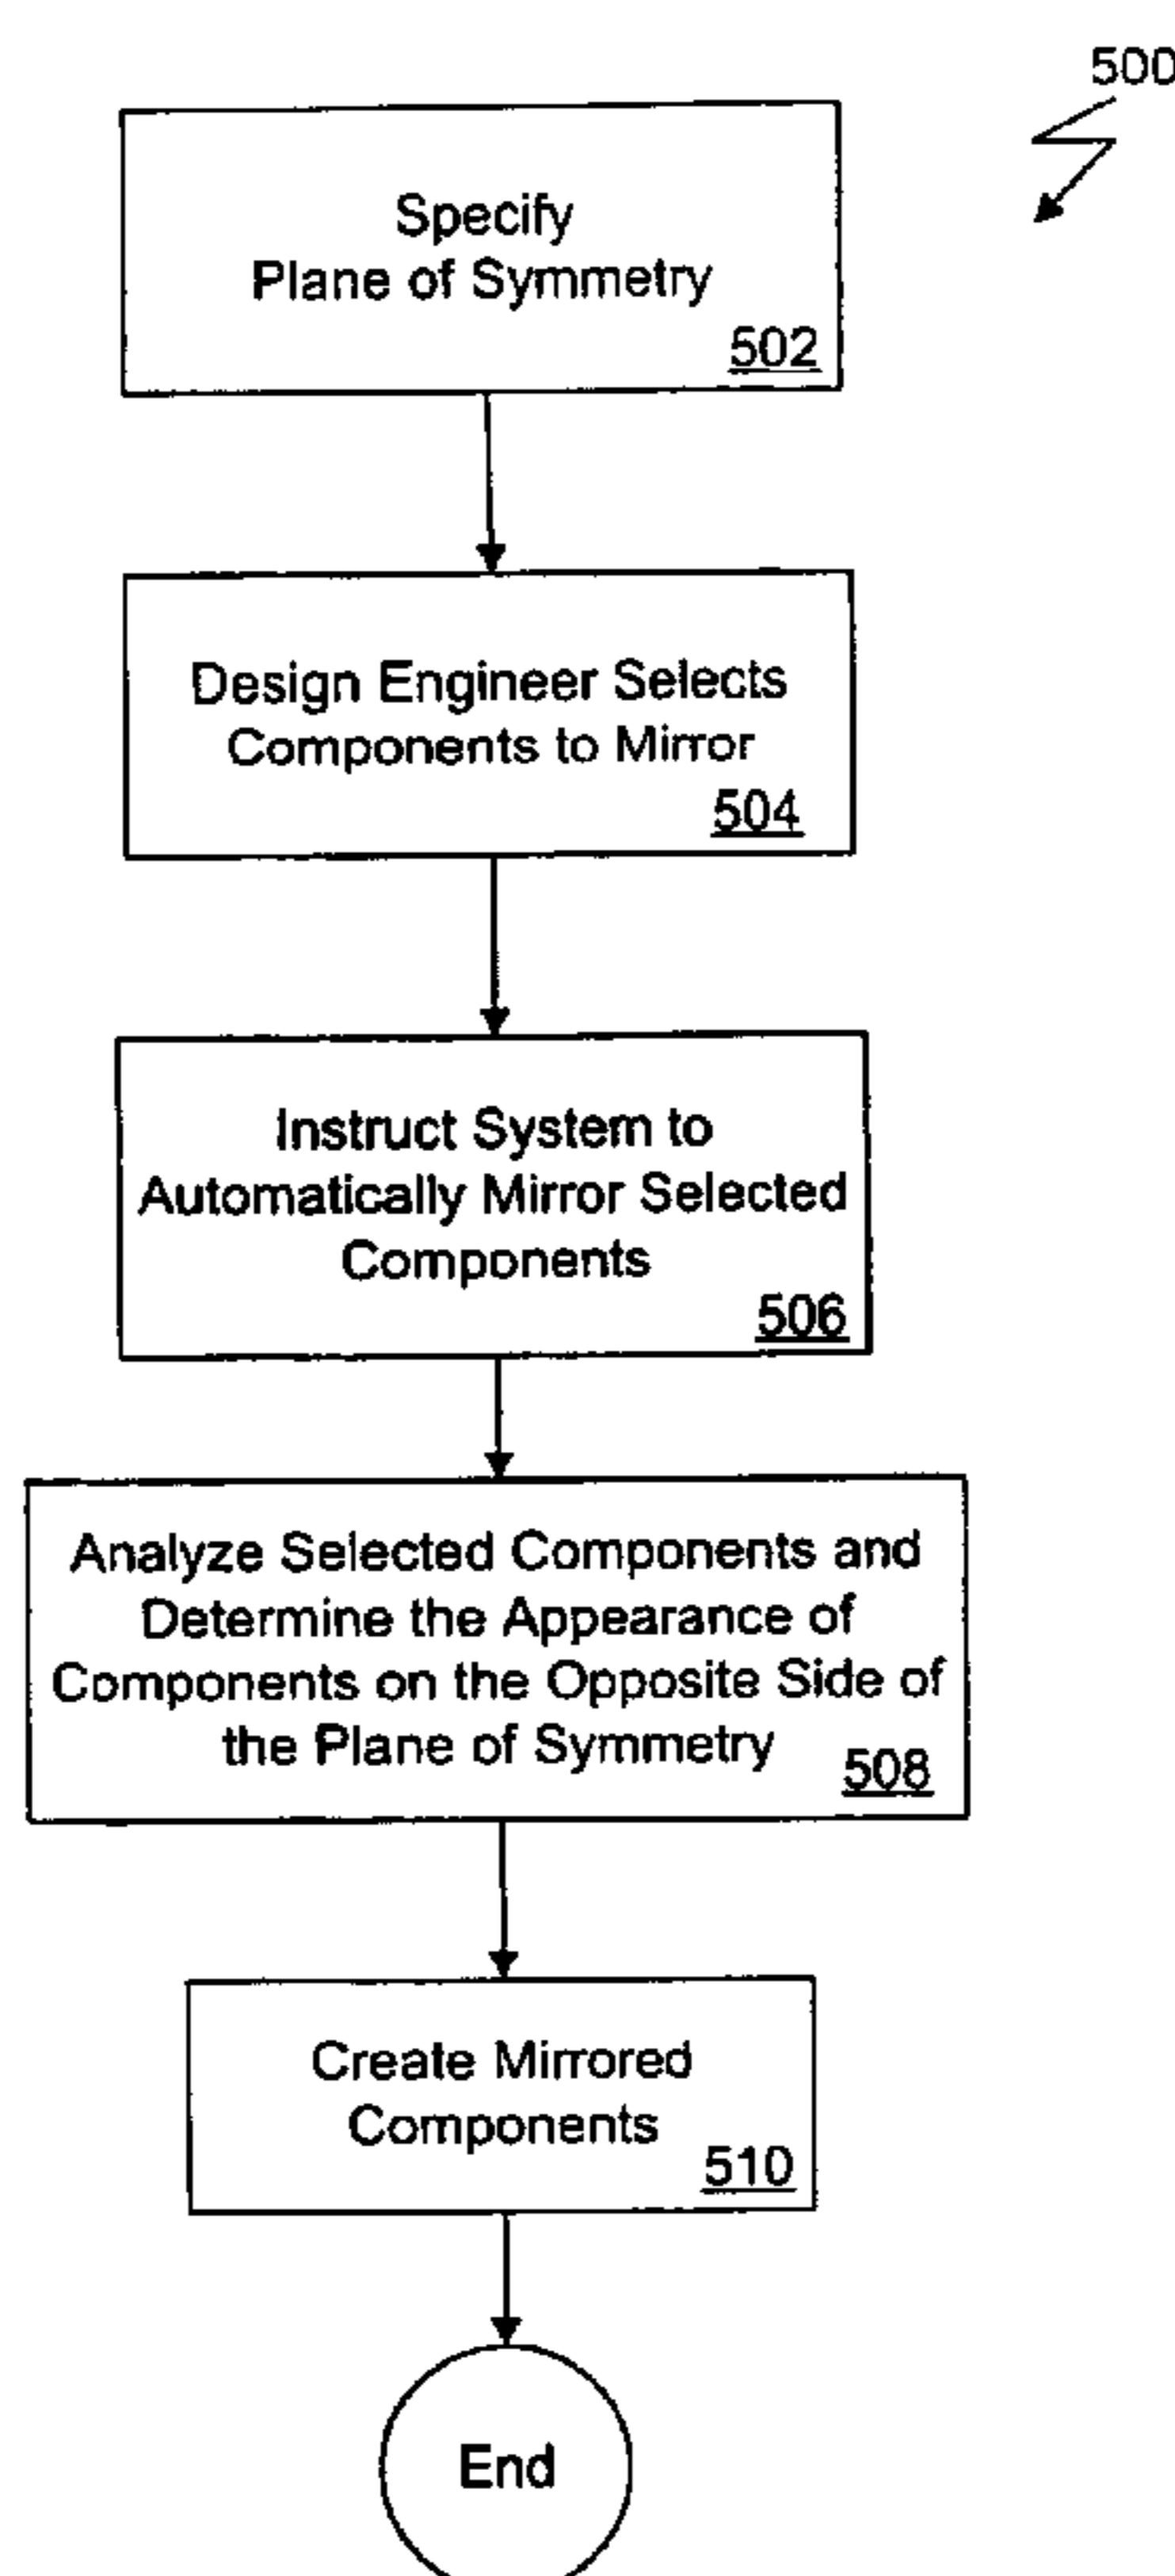 500
Specify
Plane of Symmetry
502
Design Engineer Selects
Components to Mirror
504
Instruct System to
Automatically Mirror Selected
Components
506
Analyze Selected Components and
Determine the Appearance of
Components on the Opposite Side of
the Plane of Symmetry
508
Create Mirrored
Components
510
End